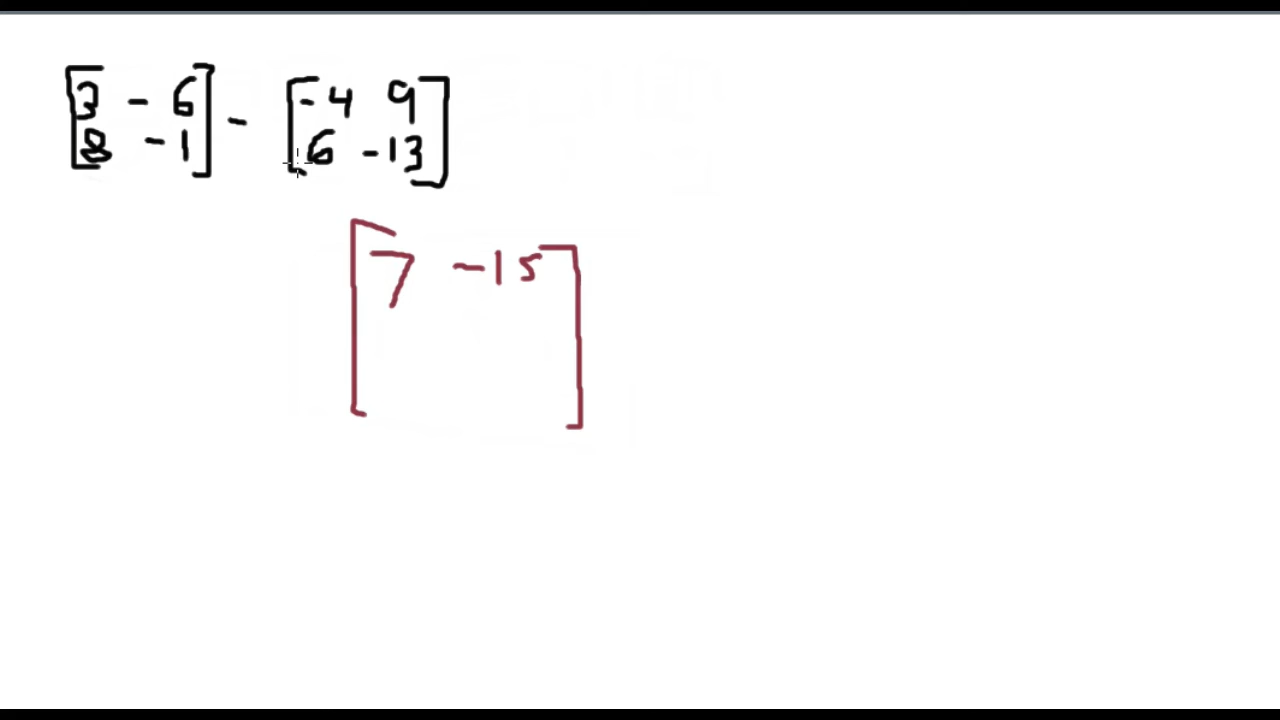 [3 - 6] - [-4 9]
[8 - 1] [6 -13]
[7 -15]